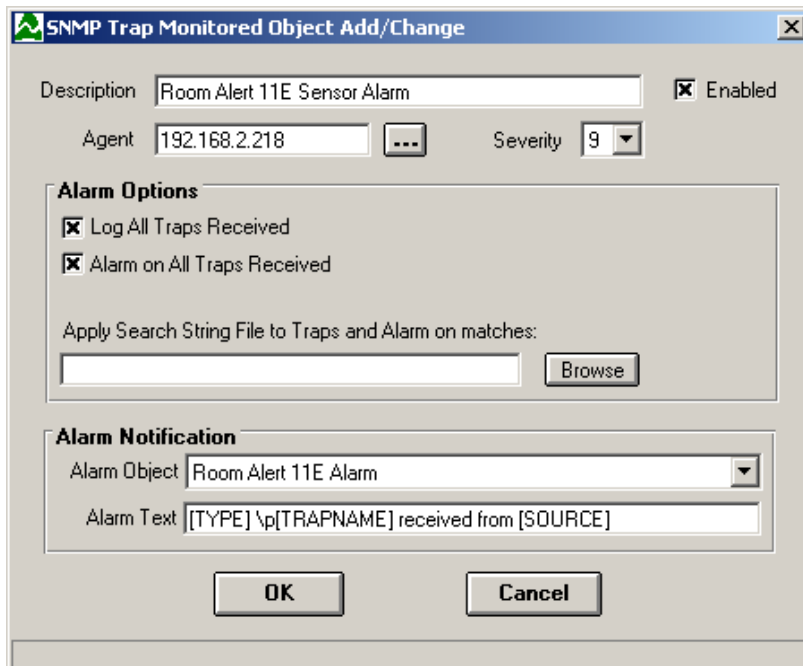 SNMP Trap Monitored Object Add/Change
Description Room Alert 11E Sensor Alarm Enabled
Agent 192.168.2.218 ... Severity 9
Alarm Options
Log All Traps Received
Alarm on All Traps Received
Apply Search String File to Traps and Alarm on matches:
Browse
Alarm Notification
Alarm Object Room Alert 11E Alarm
Alarm Text [TYPE] \p[TRAPNAME] received from [SOURCE]
OK Cancel